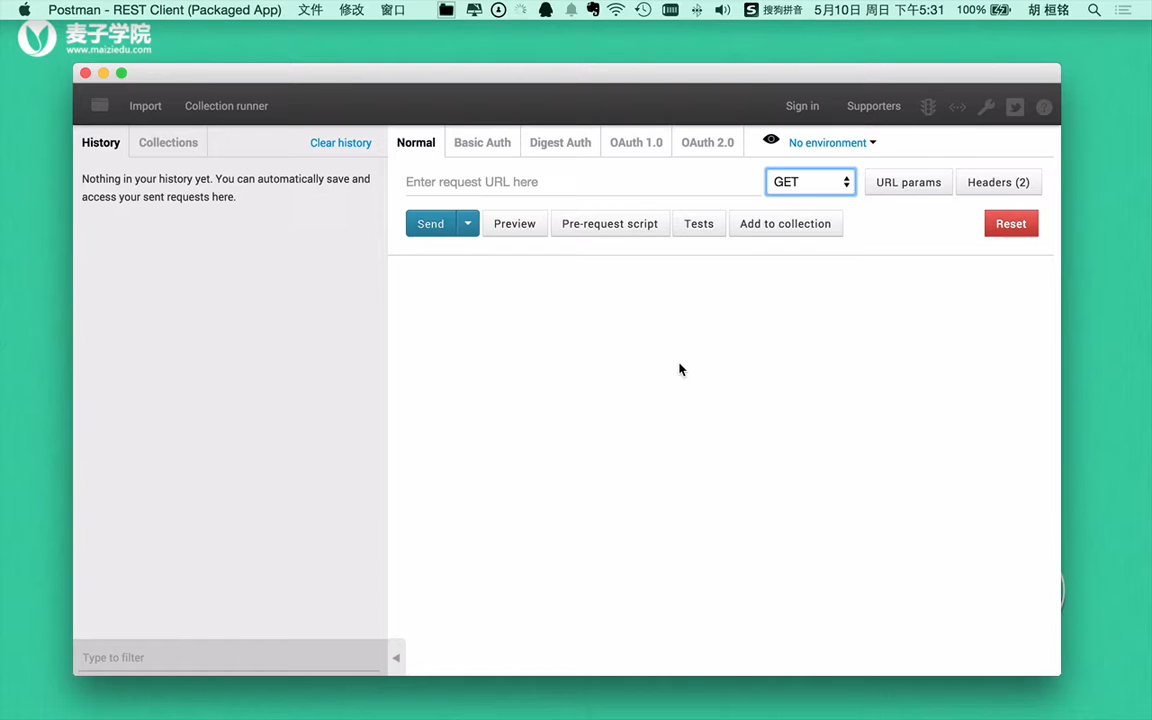 Postman - REST Client (Packaged App) 文件 修改 窗口 5月10日 周日 下午5:31 100% 胡 桓铭
S 搜狗拼音
麦子学院
www.maiziedu.com
Import Collection runner Sign in Supporters
History Collections Clear history
Nothing in your history yet. You can automatically save and
access your sent requests here.
Type to filter
Normal Basic Auth Digest Auth OAuth 1.0 OAuth 2.0 No environment
Enter request URL here GET URL params Headers (2)
Send Preview Pre-request script Tests Add to collection Reset